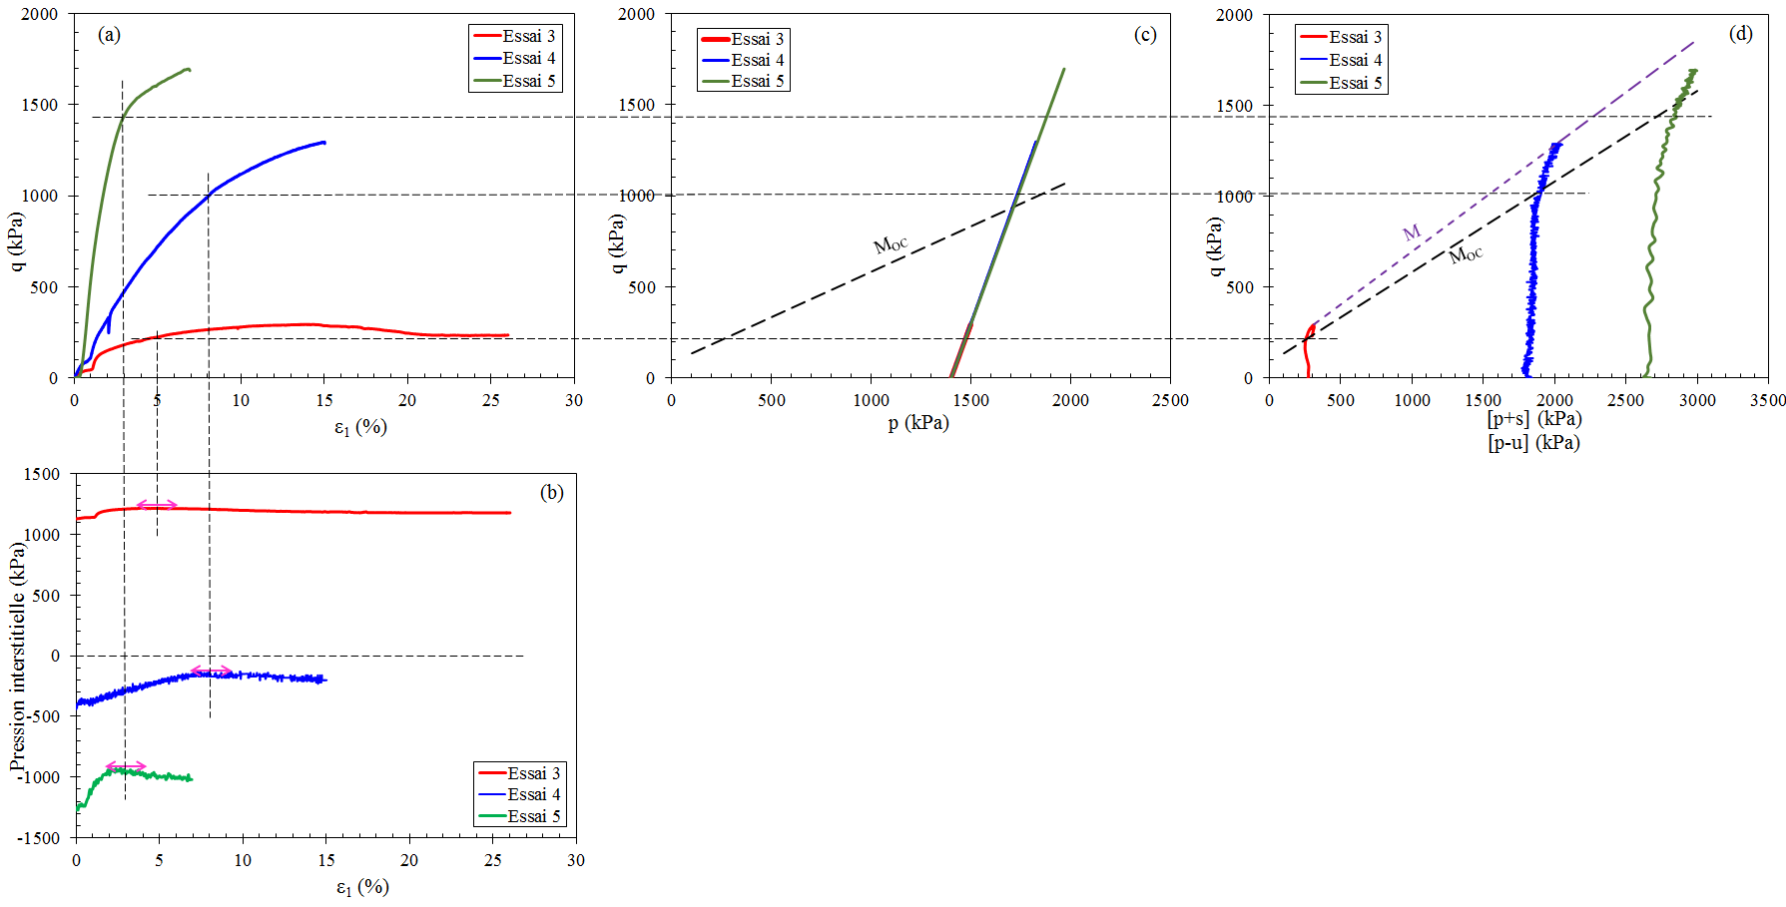 (a)
Essai 3
Essai 4
Essai 5
2000
1500
1000
500
0
q (kPa)
0
5
10
15
20
25
30
ε1 (%)
(c)
Essai 3
Essai 4
Essai 5
2000
1500
1000
500
0
q (kPa)
MOC
0
500
1000
1500
2000
2500
p (kPa)
(d)
Essai 3
Essai 4
Essai 5
2000
1500
1000
500
0
q (kPa)
M
MOC
0
500
1000
1500
2000
2500
3000
3500
[p+s] (kPa)
[p-u] (kPa)
(b)
1500
1000
500
0
-500
-1000
-1500
Pression interstitielle (kPa)
Essai 3
Essai 4
Essai 5
0
5
10
15
20
25
30
ε1 (%)